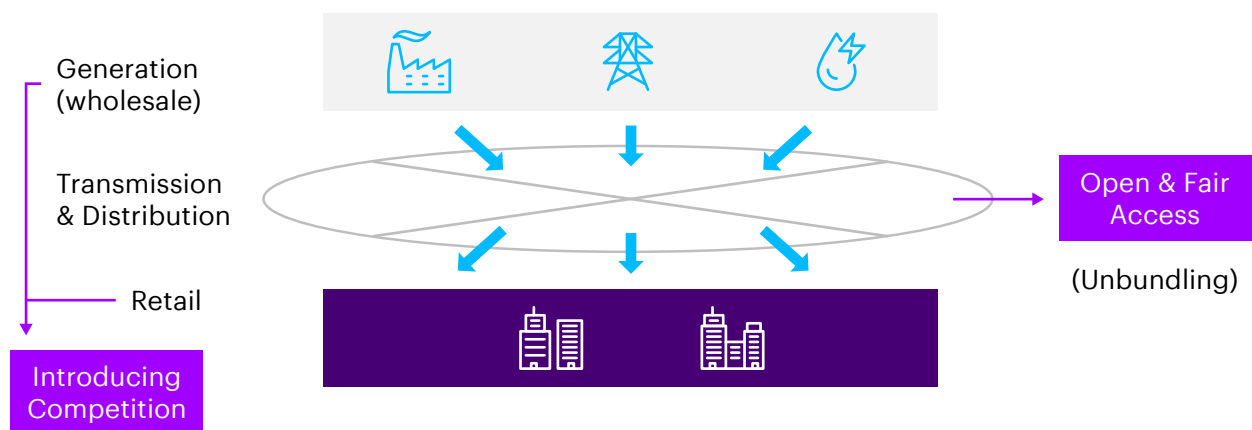 Generation
(wholesale)
Transmission
& Distribution
Retail
Introducing
Competition
Open & Fair
Access
(Unbundling)